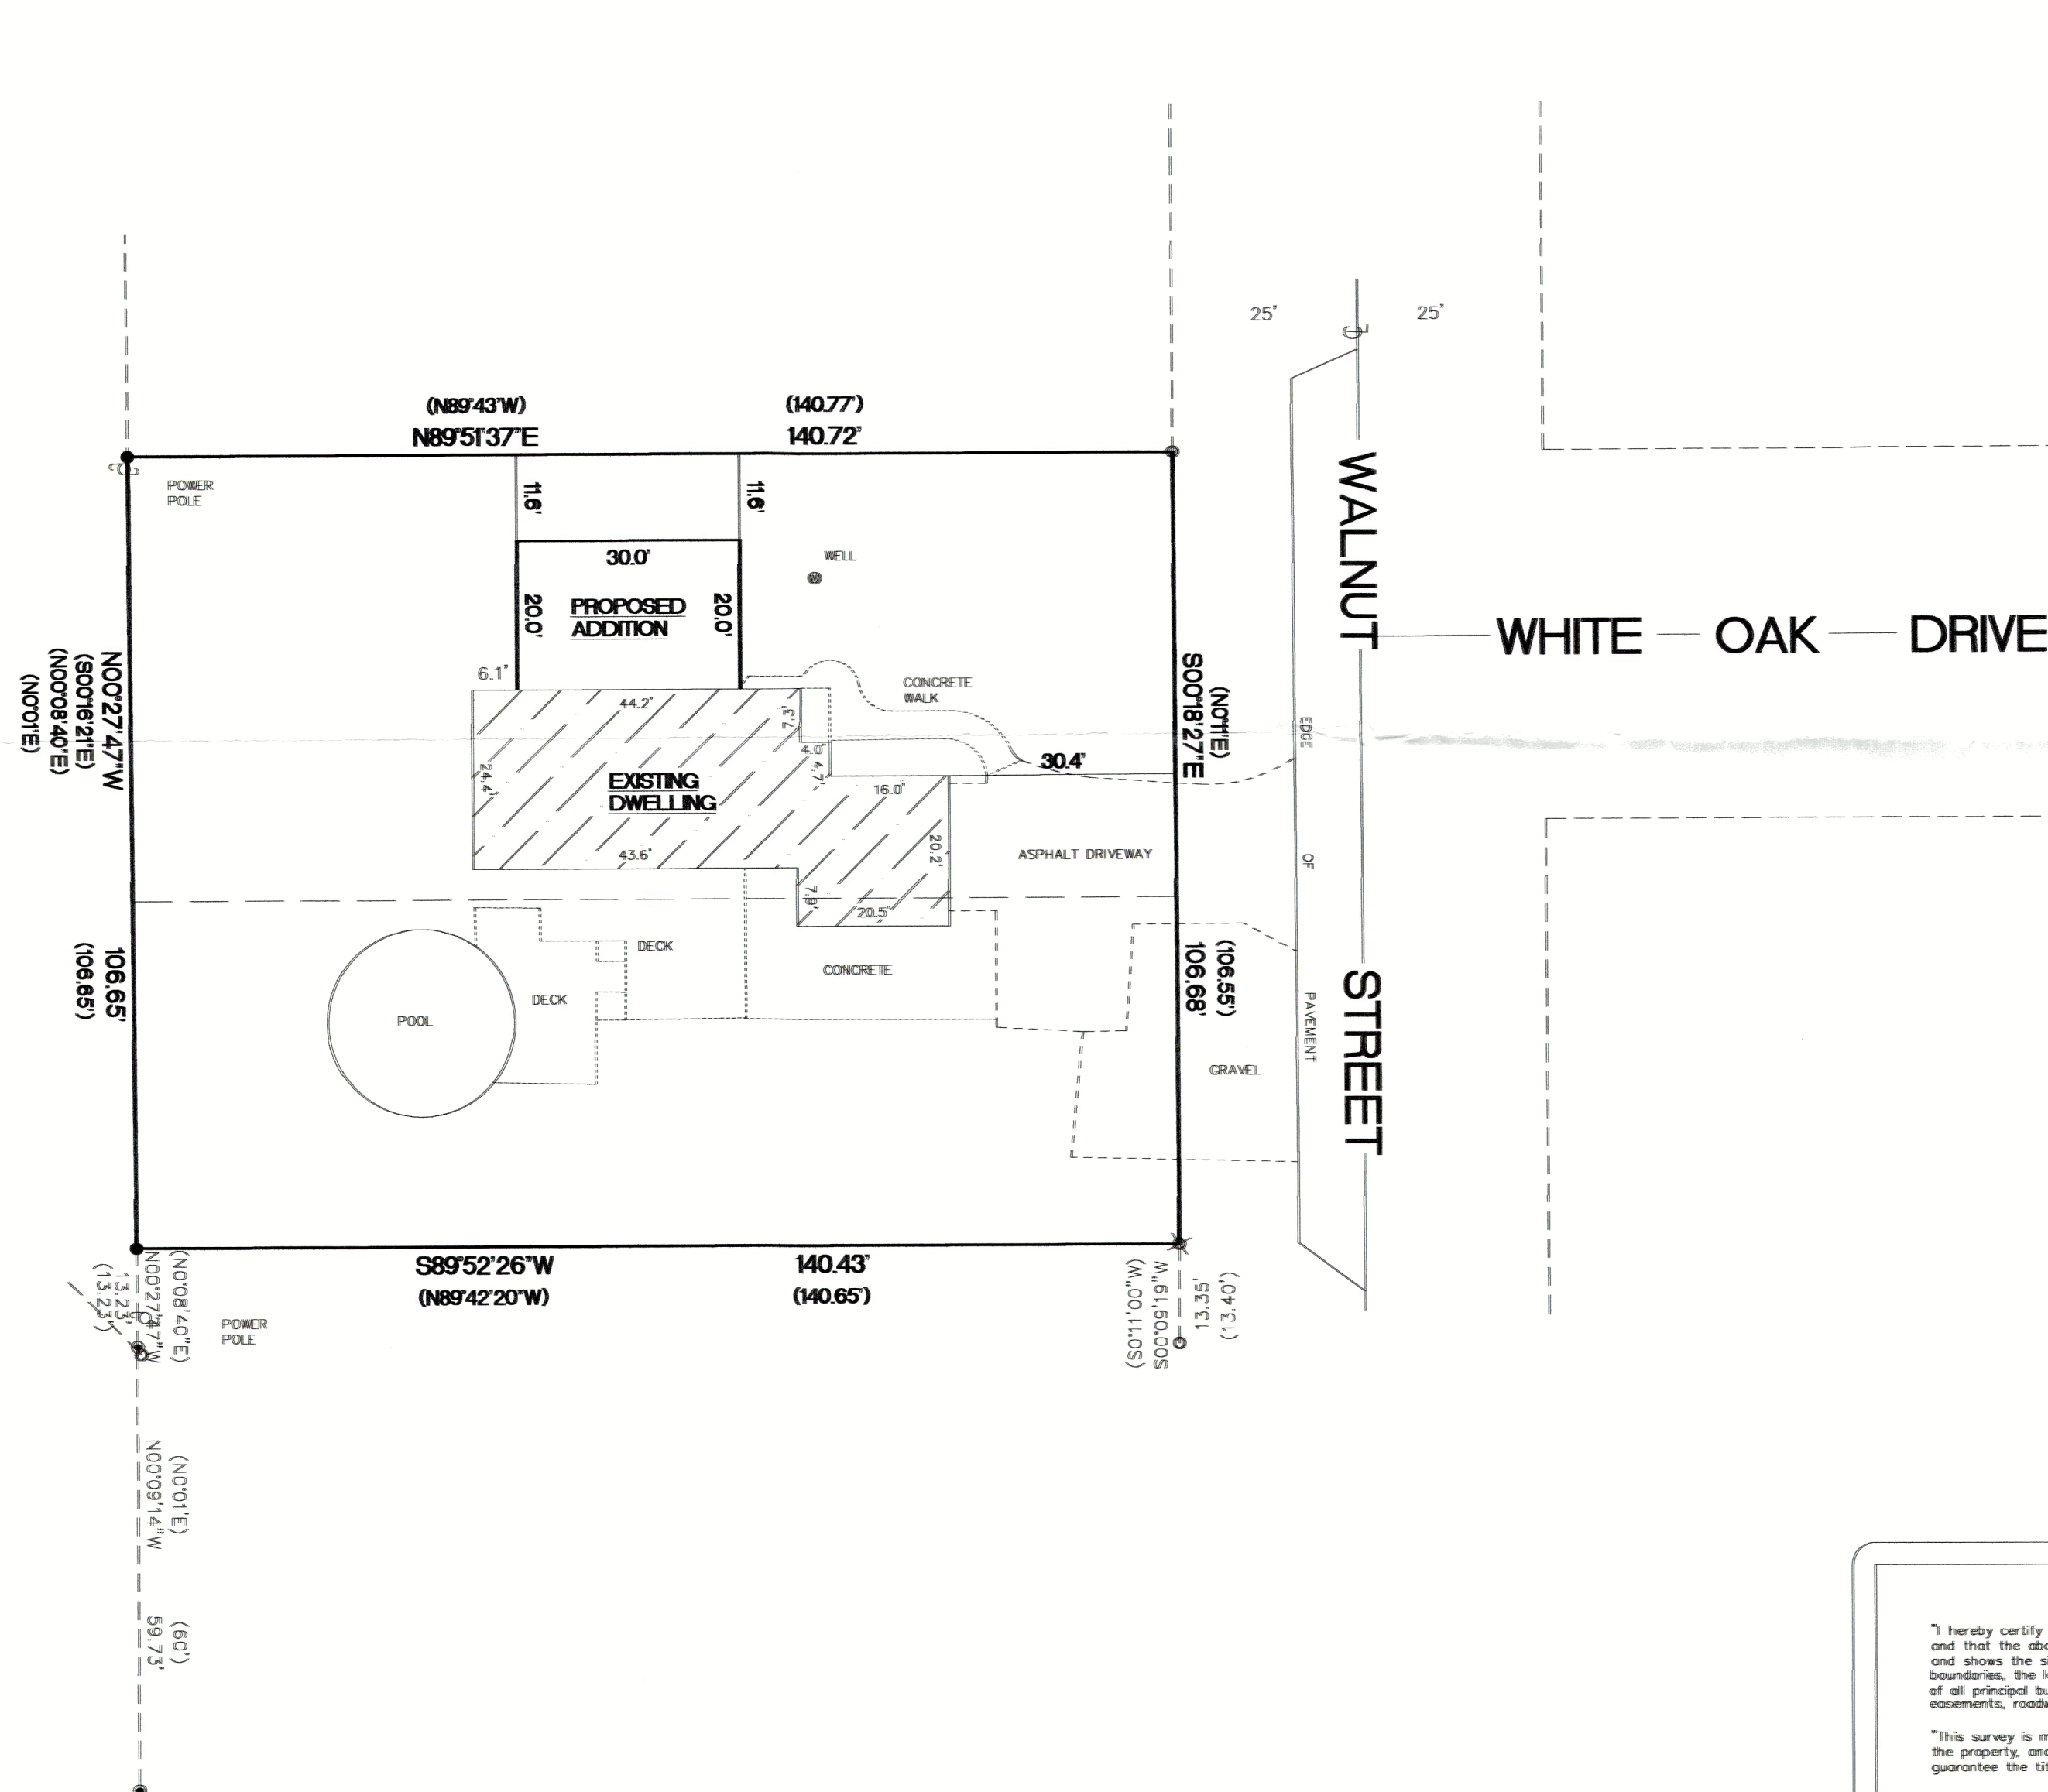 25'
25'
(N89°43'W)
(140.77')
N89°51'37"E
140.72'
POWER
POLE
11.6'
11.6'
30.0'
WELL
20.0'
PROPOSED
ADDITION
20.0'
WALNUT
WHITE OAK DRIVE
6.1'
CONCRETE
WALK
44.2'
7.3'
4.0'
4.7'
30.4'
EXISTING
DWELLING
24.4'
16.0'
43.6'
20.2'
ASPHALT DRIVEWAY
7.9'
20.5'
N00°27'47"W
(S00°16'21"E)
(N00°08'40"E)
(N0°01'E)
106.65'
(106.65')
(N0°11'E)
S00°18'27"E
(106.55')
106.68'
EDGE
OF
PAVEMENT
STREET
DECK
DECK
CONCRETE
POOL
GRAVEL
S89°52'26"W
140.43'
(N89°42'20"W)
(140.65')
(N0°08'40"E)
N00°27'47"W
13.23'
(13.23')
POWER
POLE
(13.40')
13.35'
S00°09'19"W
(S0°11'00"W)
(N0°01'E)
N00°09'14"W
(60')
59.73'
"I hereby certify
and that the
and shows the
boundaries, the
of all principal
easements,
"This survey is
the property,
guarantee the